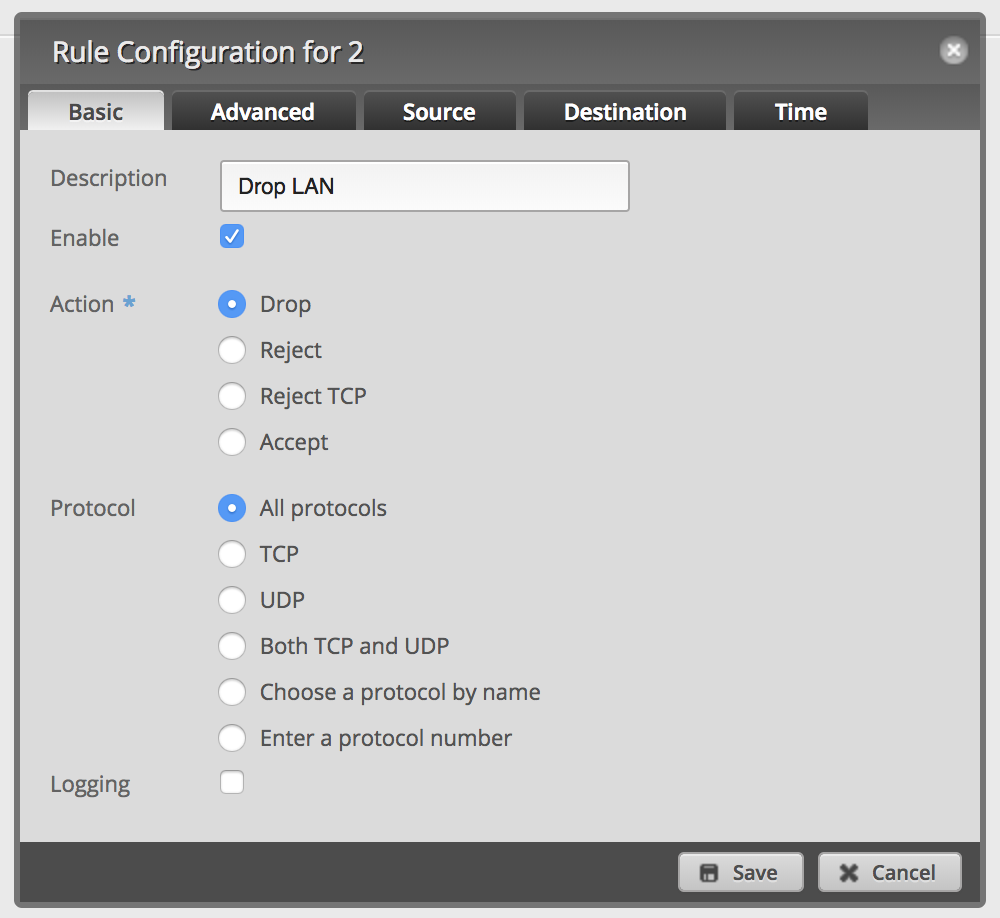 Rule Configuration for 2
Basic Advanced Source Destination Time
Description Drop LAN
Enable
Action * Drop
Reject
Reject TCP
Accept
Protocol All protocols
TCP
UDP
Both TCP and UDP
Choose a protocol by name
Enter a protocol number
Logging
Save Cancel